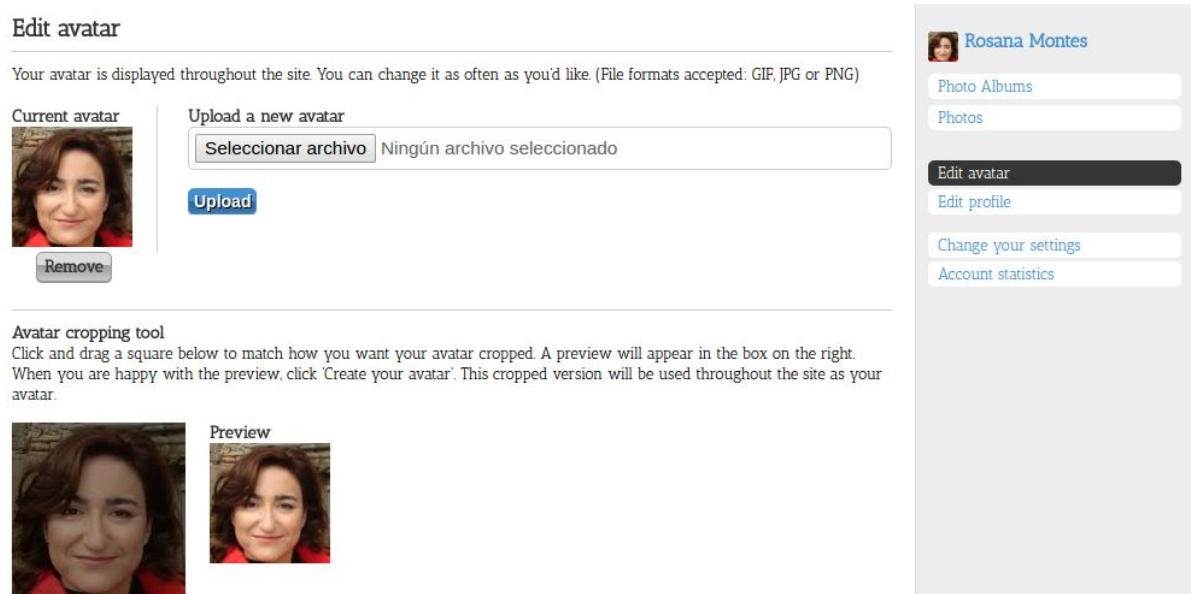 Edit avatar
Your avatar is displayed throughout the site. You can change it as often as you'd like. (File formats accepted: GIF, JPG or PNG)
Current avatar
Upload a new avatar
Seleccionar archivo Ningún archivo seleccionado
Upload
Remove
Avatar cropping tool
Click and drag a square below to match how you want your avatar cropped. A preview will appear in the box on the right.
When you are happy with the preview, click 'Create your avatar'. This cropped version will be used throughout the site as your
avatar.
Preview
Rosana Montes
Photo Albums
Photos
Edit avatar
Edit profile
Change your settings
Account statistics